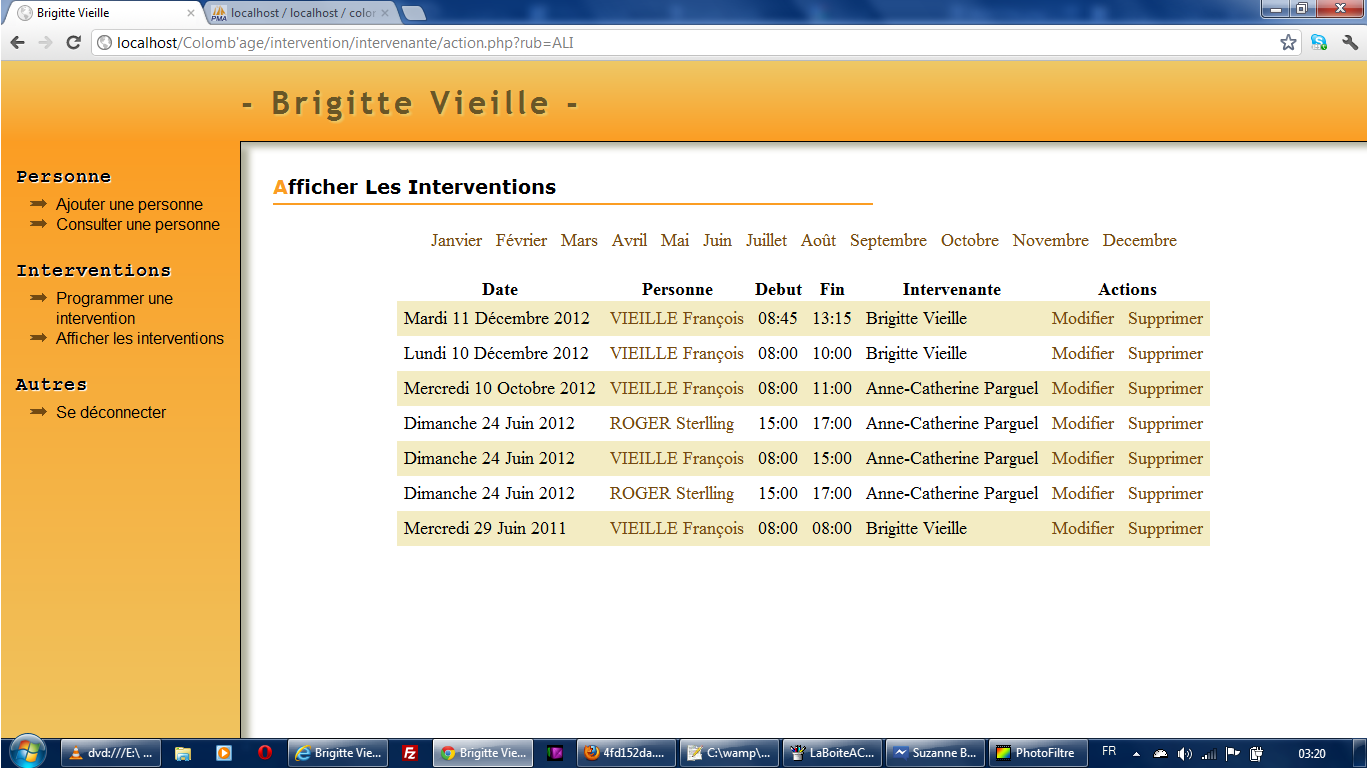 Brigitte Vieille
localhost / localhost / color
localhost/Colomb'age/intervention/intervenante/action.php?rub=ALI
- Brigitte Vieille -
Personne
Ajouter une personne
Consulter une personne
Interventions
Programmer une
intervention
Afficher les interventions
Autres
Se déconnecter
Afficher Les Interventions
Janvier Février Mars Avril Mai Juin Juillet Août Septembre Octobre Novembre Decembre
Date Personne Debut Fin Intervenante Actions
Mardi 11 Décembre 2012 VIEILLE François 08:45 13:15 Brigitte Vieille Modifier Supprimer
Lundi 10 Décembre 2012 VIEILLE François 08:00 10:00 Brigitte Vieille Modifier Supprimer
Mercredi 10 Octobre 2012 VIEILLE François 08:00 11:00 Anne-Catherine Parguel Modifier Supprimer
Dimanche 24 Juin 2012 ROGER Sterlling 15:00 17:00 Anne-Catherine Parguel Modifier Supprimer
Dimanche 24 Juin 2012 VIEILLE François 08:00 15:00 Anne-Catherine Parguel Modifier Supprimer
Dimanche 24 Juin 2012 ROGER Sterlling 15:00 17:00 Anne-Catherine Parguel Modifier Supprimer
Mercredi 29 Juin 2011 VIEILLE François 08:00 08:00 Brigitte Vieille Modifier Supprimer
dvd:///E:\ ... Brigitte Vie... Brigitte Vie... 4fd152da.... C:\wamp\... LaBoiteAC... Suzanne B... PhotoFiltre FR 03:20